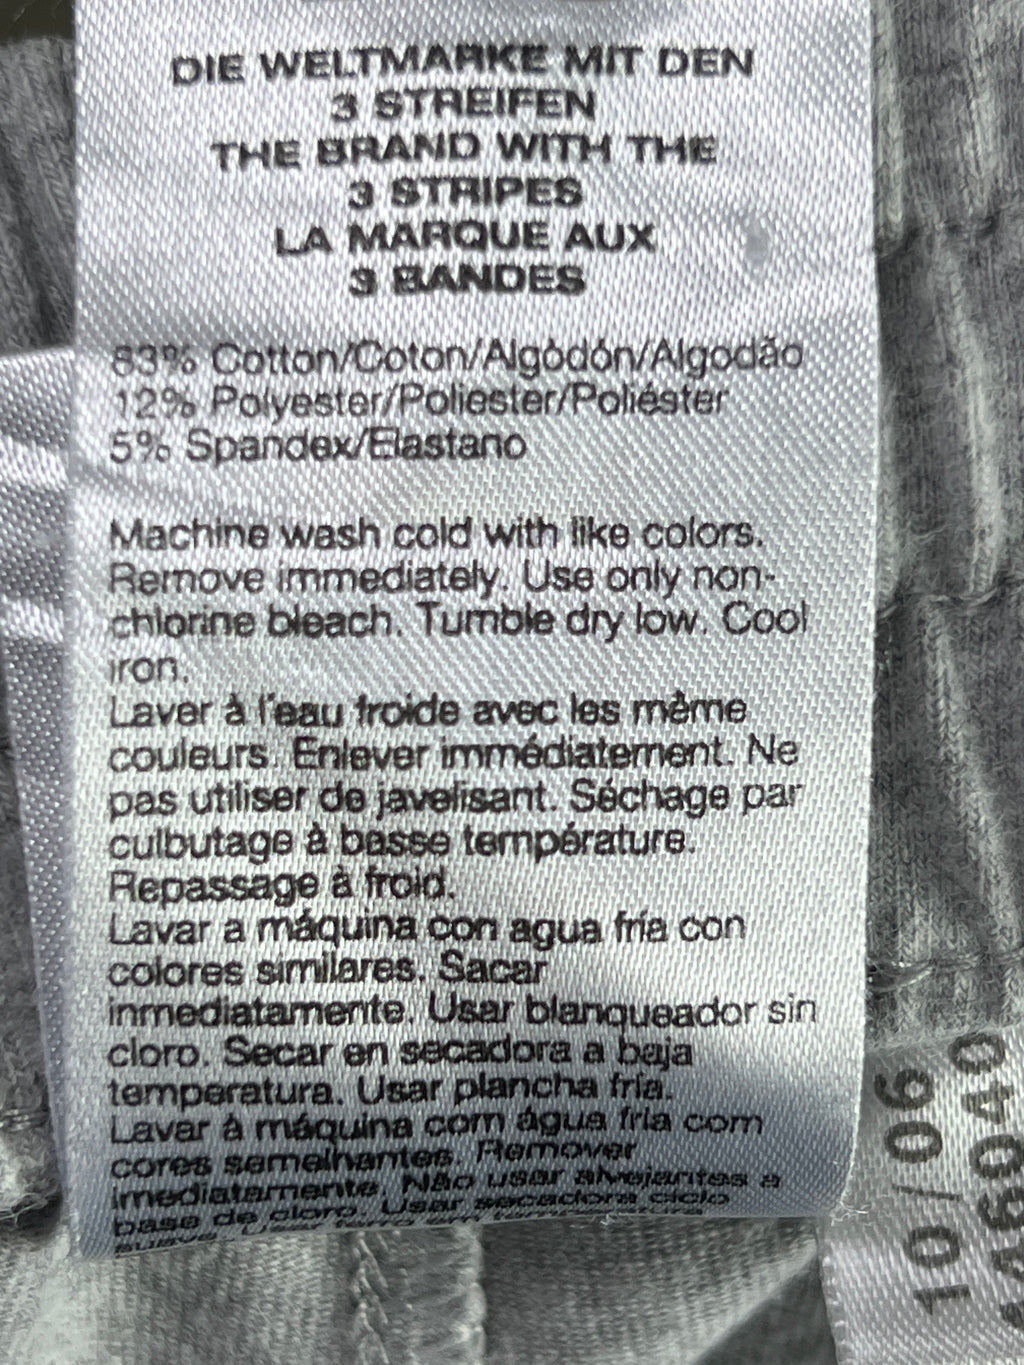 DIE WELTMARKE MIT DEN
3 STREIFEN
THE BRAND WITH THE
3 STRIPES
LA MARQUE AUX
3 BANDES
83% Cotton/Coton/Algodón/Algodão
12% Polyester/Poliester/Poliéster
5% Spandex/Elastano
Machine wash cold with like colors.
Remove immediately. Use only non-
chlorine bleach. Tumble dry low. Cool
iron.
Laver à l'eau froide avec les même
couleurs. Enlever immédiatement. Ne
pas utiliser de javelisant. Séchage par
culbutage à basse température.
Repassage à froid.
Lavar a máquina con agua fría con
colores similares. Sacar
inmediatamente. Usar blanqueador sin
cloro. Secar en secadora a baja
temperatura. Usar plancha fría.
Lavar à máquina com água fria com
cores semelhantes. Remover
imediatamente. Não usar alvejantes a
base de cloro. Usar secadora ciclo
suave. Usar ferro em temperatura
10/06